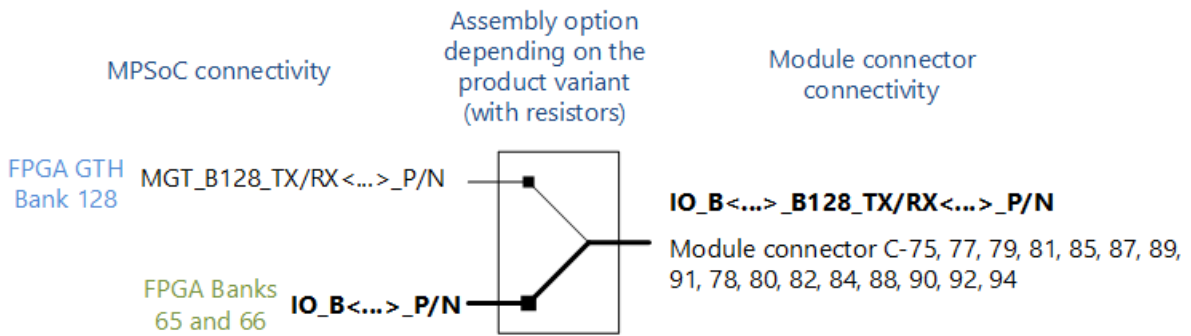 MPSoC connectivity
Assembly option
depending on the
product variant
(with resistors)
Module connector
connectivity
FPGA GTH
Bank 128
MGT_B128_TX/RX<...>_P/N
IO_B<...>_B128_TX/RX<...>_P/N
Module connector C-75, 77, 79, 81, 85, 87, 89,
91, 78, 80, 82, 84, 88, 90, 92, 94
FPGA Banks
65 and 66
IO_B<...>_P/N